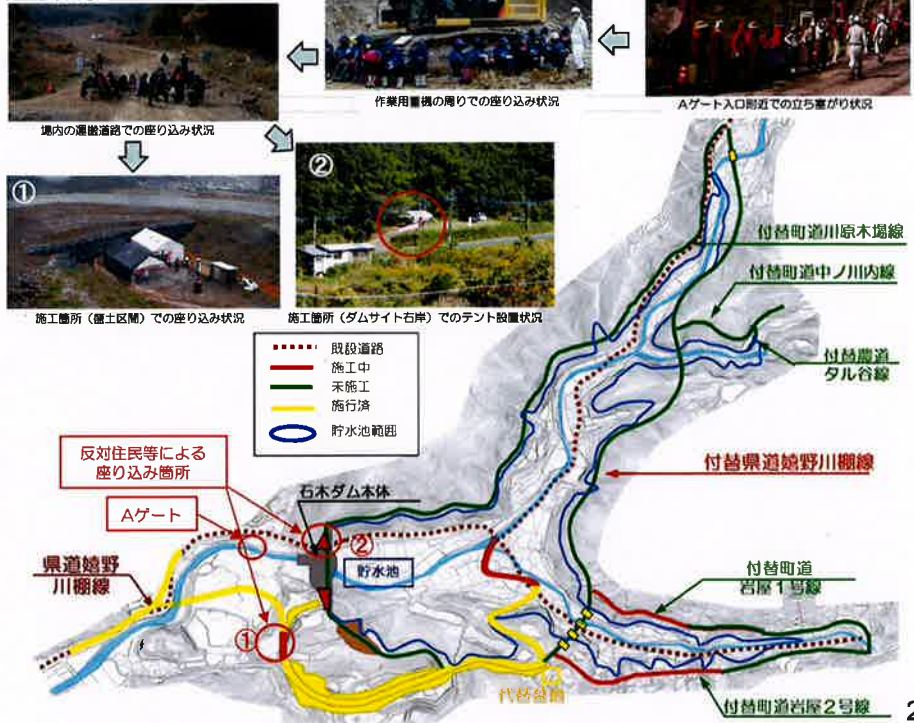 Aゲート入口附近での立ち塞がり状況
作業用重機の周りでの座り込み状況
場内の運搬道路での座り込み状況
①
施工箇所（盛土区間）での座り込み状況
②
施工箇所（ダムサイト右岸）でのテント設置状況
既設道路
施工中
未施工
施行済
貯水池範囲
付替町道川原木場線
付替町道中ノ川内線
付替農道
タル谷線
付替県道嬉野川棚線
反対住民等による
座り込み箇所
Aゲート
石木ダム本体
②
貯水池
県道嬉野
川棚線
①
付替町道
岩屋１号線
代替墓地
付替町道岩屋２号線
2